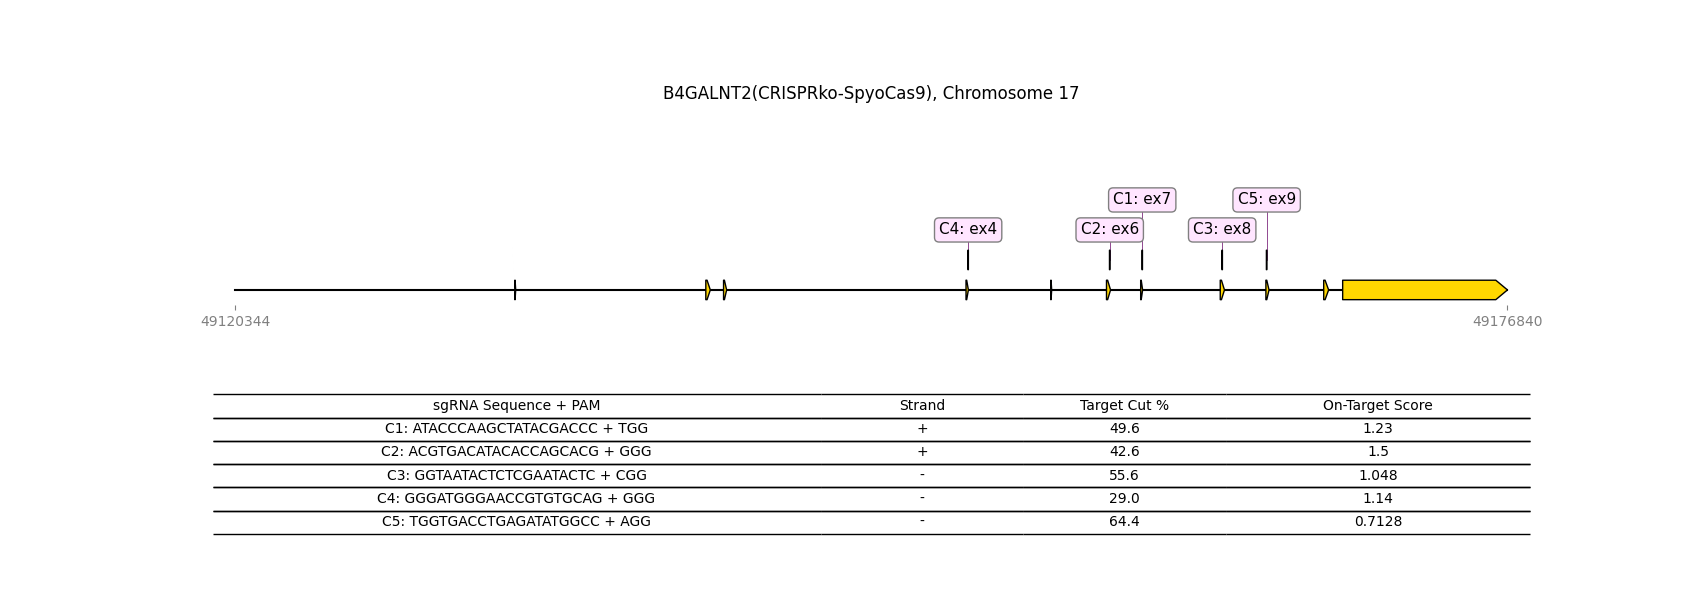 B4GALNT2(CRISPRko-SpyoCas9), Chromosome 17
C1: ex7 C5: ex9
C4: ex4 C2: ex6 C3: ex8
49120344 49176840
sgRNA Sequence + PAM Strand Target Cut % On-Target Score
C1: ATACCCAAGCTATACGACCC + TGG + 49.6 1.23
C2: ACGTGACATACACCAGCACG + GGG + 42.6 1.5
C3: GGTAATACTCTCGAATACTC + CGG - 55.6 1.048
C4: GGGATGGGAACCGTGTGCAG + GGG - 29.0 1.14
C5: TGGTGACCTGAGATATGGCC + AGG - 64.4 0.7128